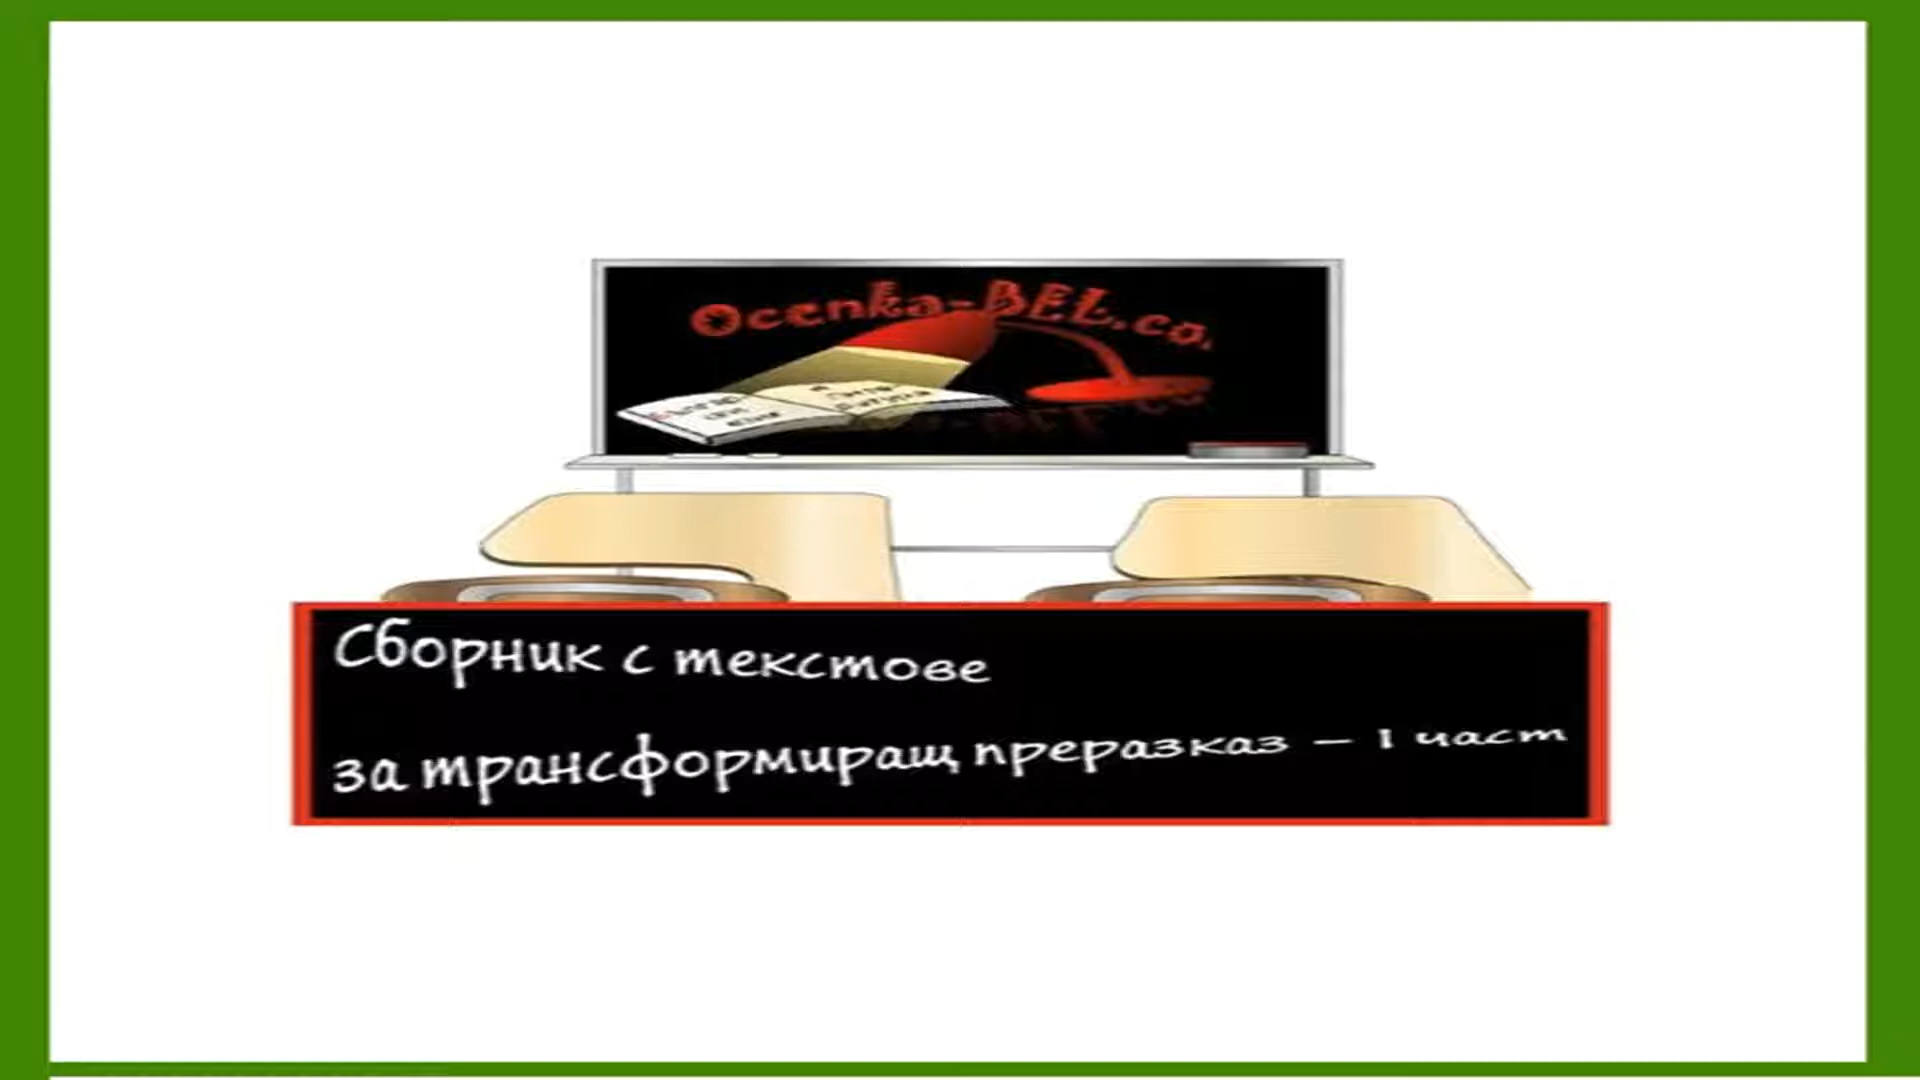 Ocenka-BEL.co
Сборник с текстове
за трансформиращ преразказ – I част